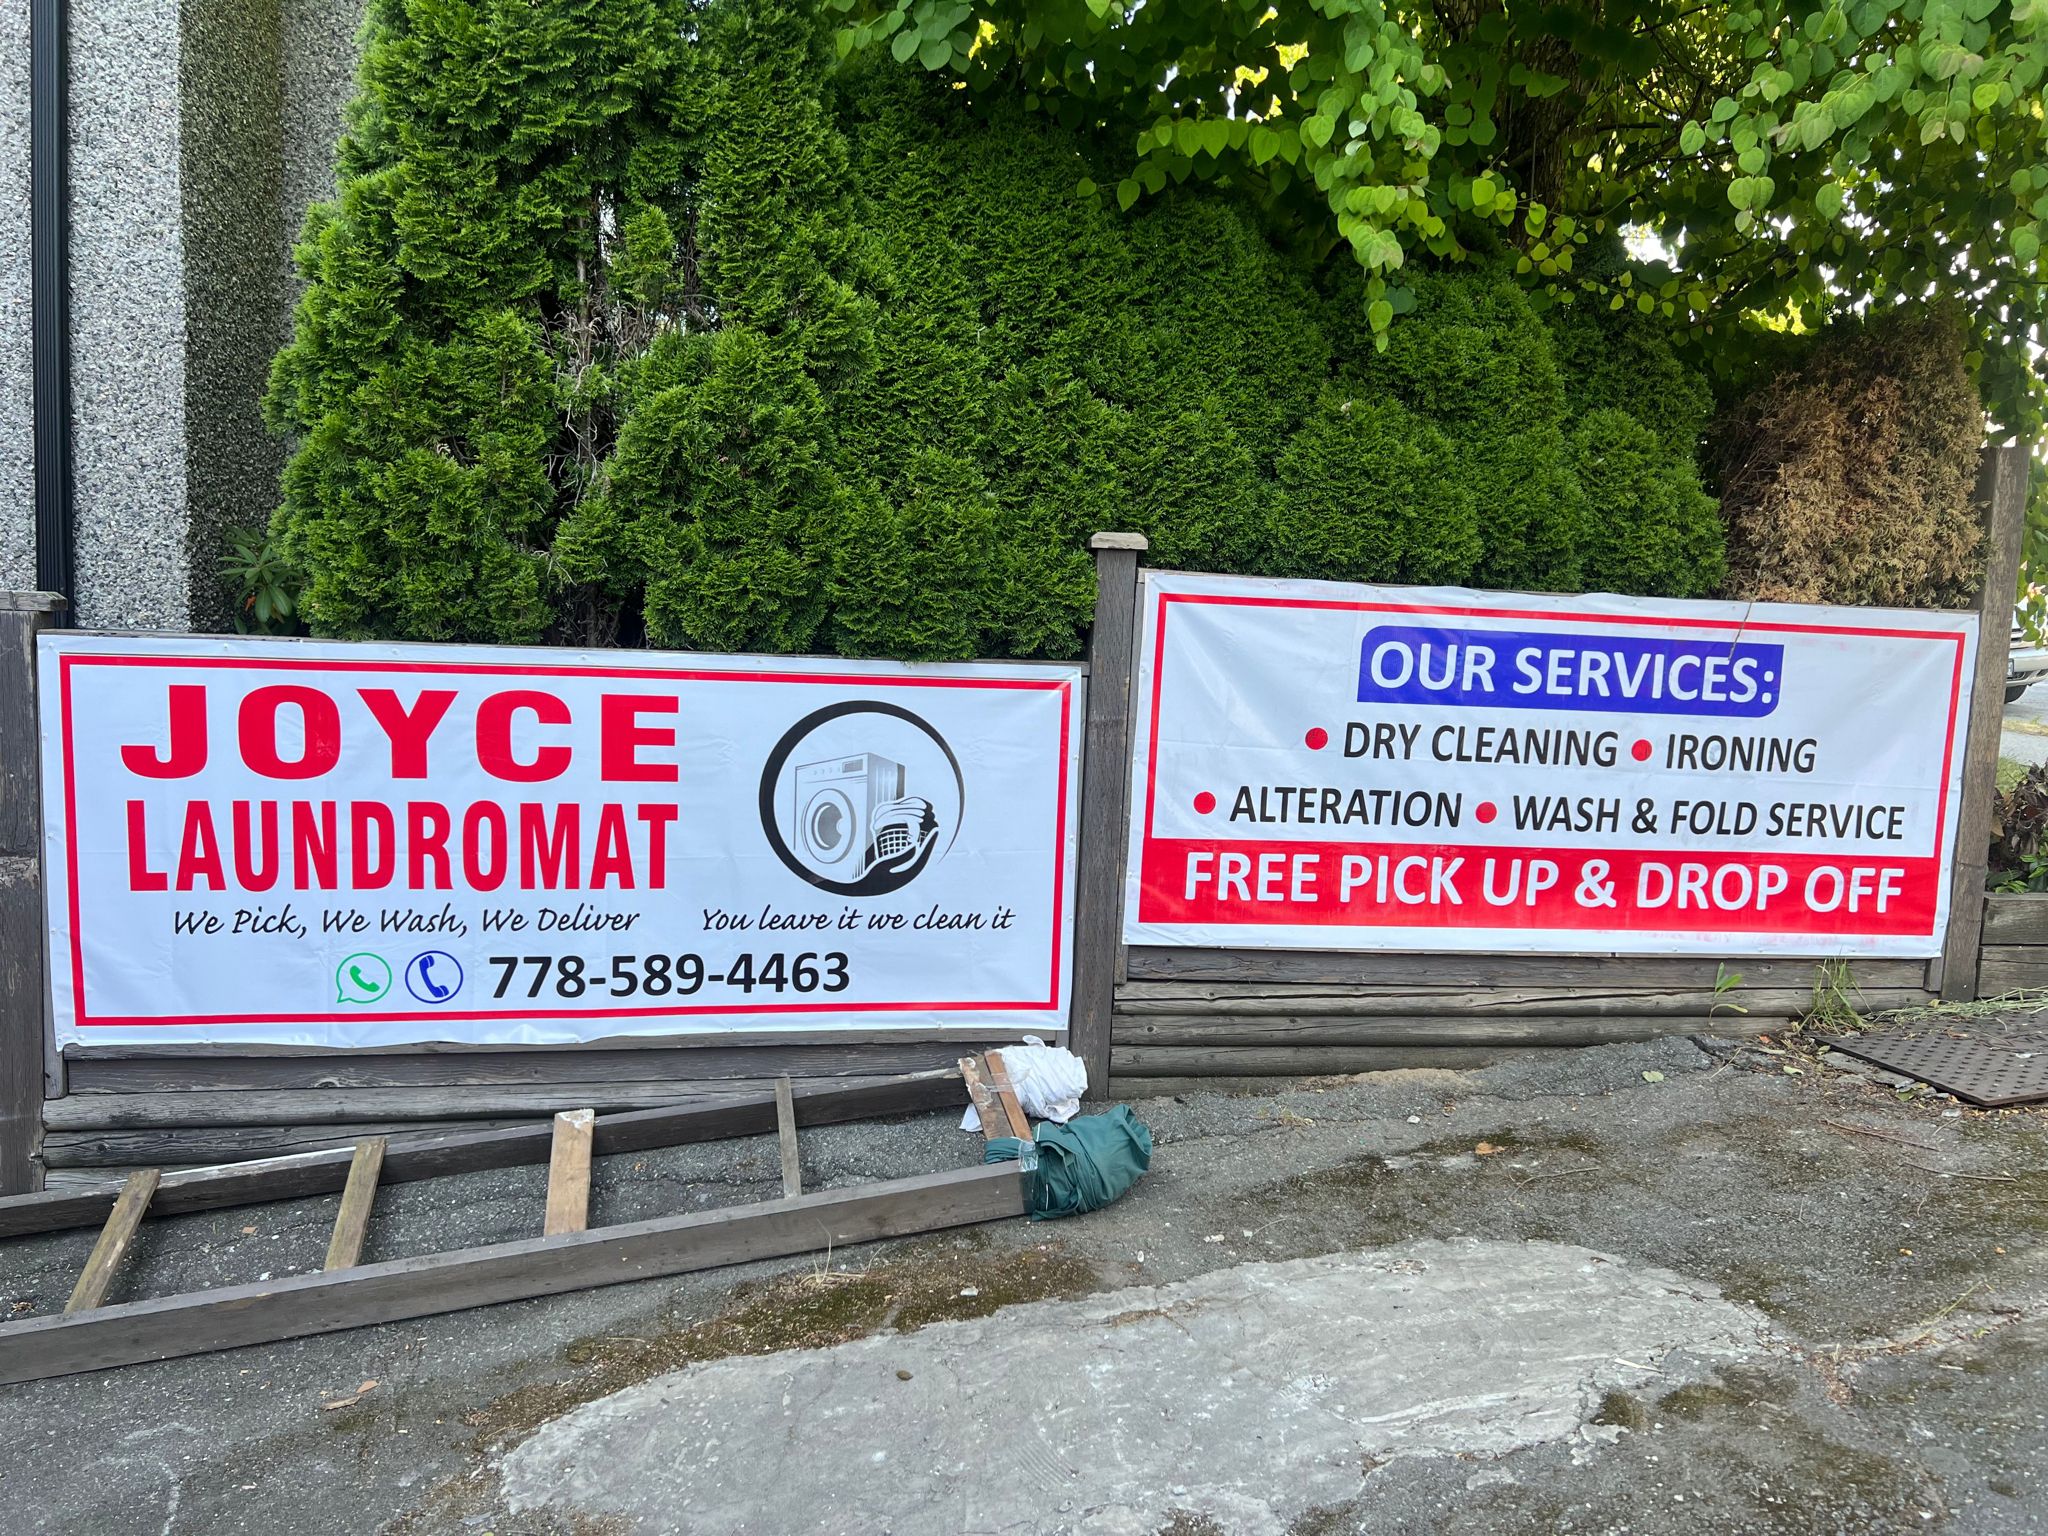 JOYCE
LAUNDROMAT
We Pick, We Wash, We Deliver
You leave it we clean it
778-589-4463
OUR SERVICES:
• DRY CLEANING • IRONING
• ALTERATION • WASH & FOLD SERVICE
FREE PICK UP & DROP OFF